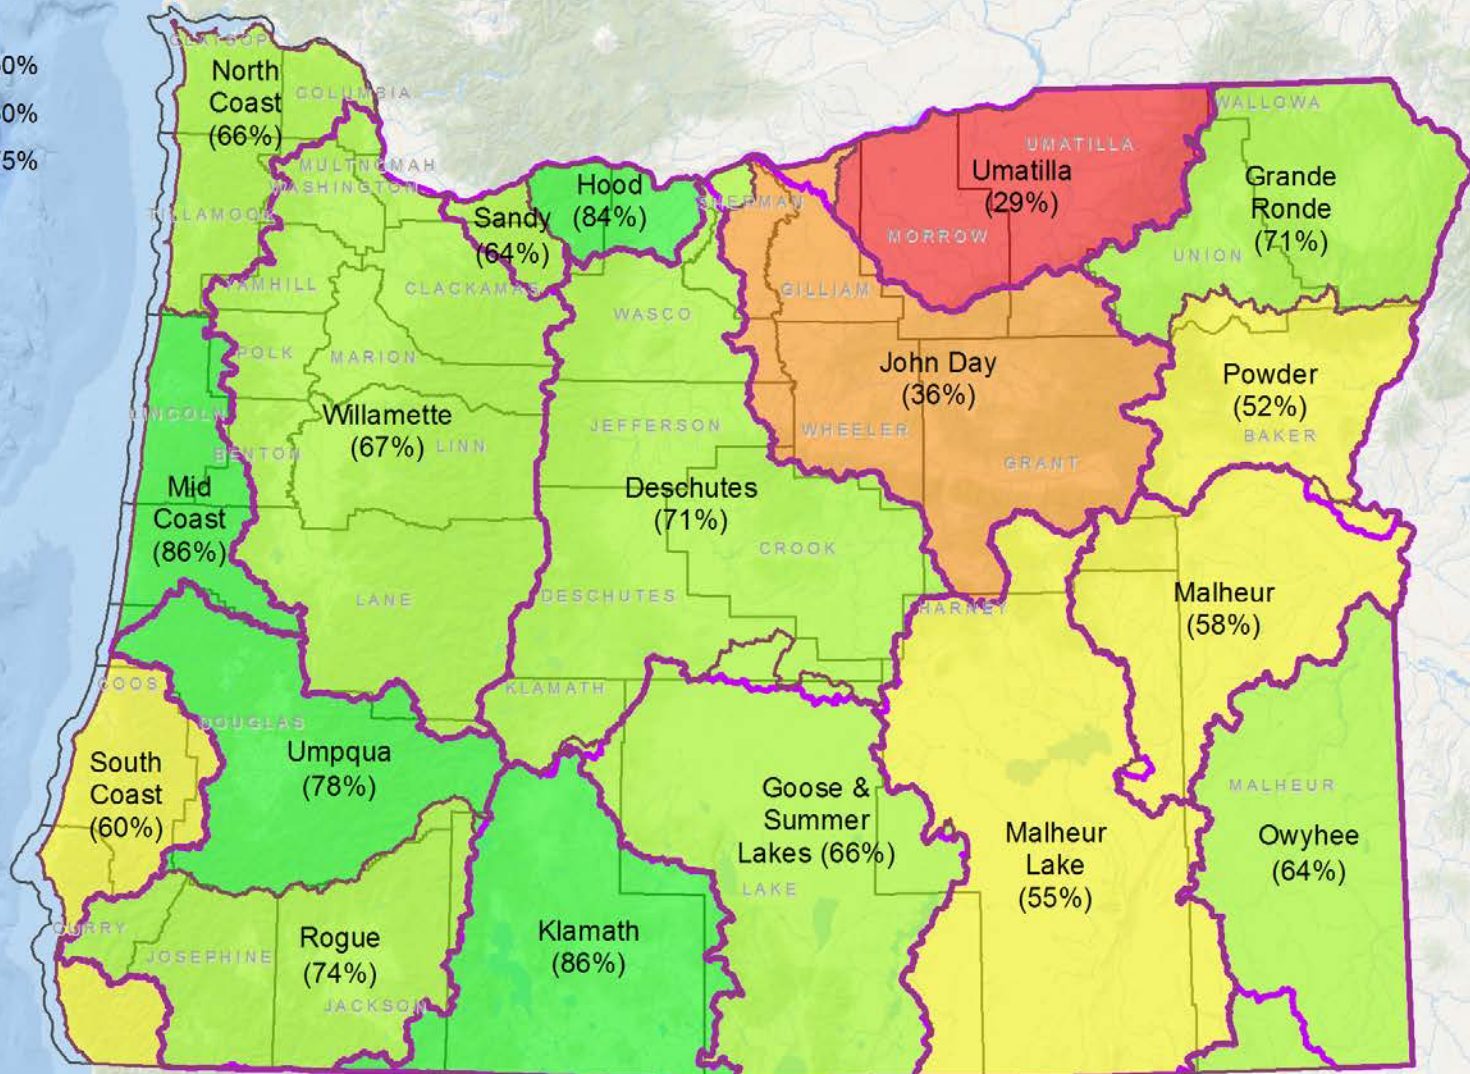 0%
0%
5%
CLATSOP
North
Coast
(66%)
COLUMBIA
MULTNOMAH
WASHINGTON
TILLAMOOK
YAMHILL
CLACKAMAS
Sandy
(64%)
Hood
(84%)
SHERMAN
WASCO
GILLIAM
MORROW
UMATILLA
Umatilla
(29%)
WALLOWA
Grande
Ronde
(71%)
UNION
POLK
MARION
LINCOLN
BENTON
Willamette
(67%)
LINN
JEFFERSON
John Day
(36%)
WHEELER
GRANT
Powder
(52%)
BAKER
Mid
Coast
(86%)
Deschutes
(71%)
CROOK
LANE
DESCHUTES
HARNEY
Malheur
(58%)
COOS
DOUGLAS
KLAMATH
South
Coast
(60%)
Umpqua
(78%)
Goose &
Summer
Lakes (66%)
LAKE
Malheur
Lake
(55%)
MALHEUR
Owyhee
(64%)
CURRY
JOSEPHINE
Rogue
(74%)
JACKSON
Klamath
(86%)